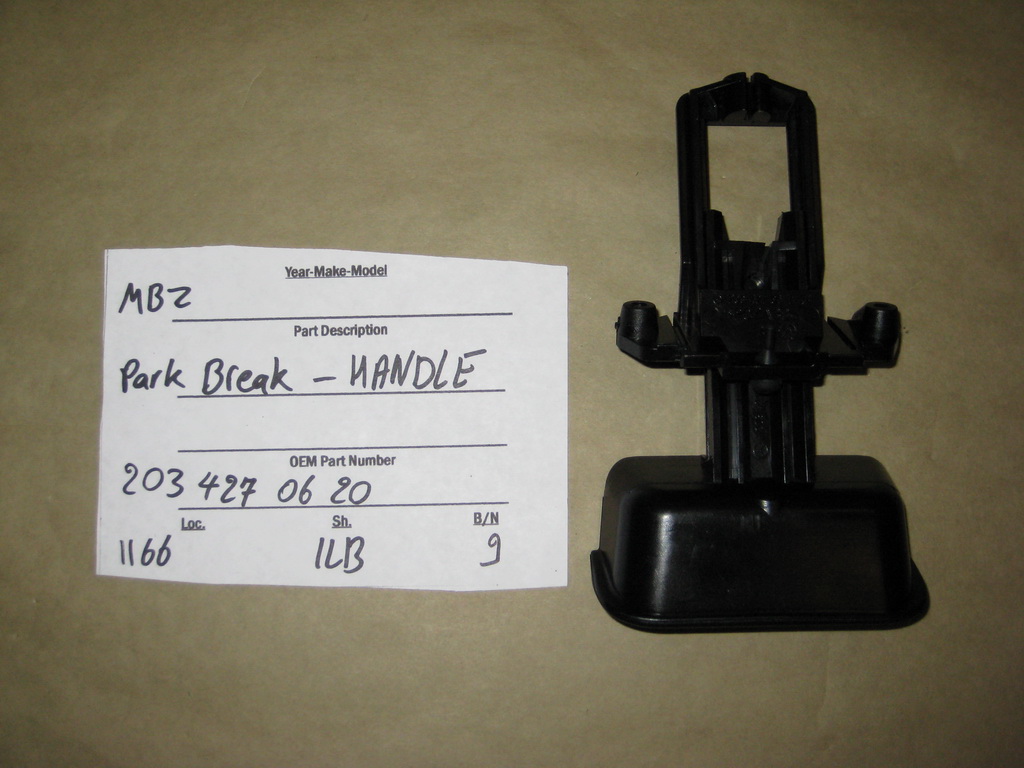 Year-Make-Model
MBZ
Part Description
Park Break - HANDLE
OEM Part Number
203 427 06 20
Loc. Sh. B/N
1166 1LB 9